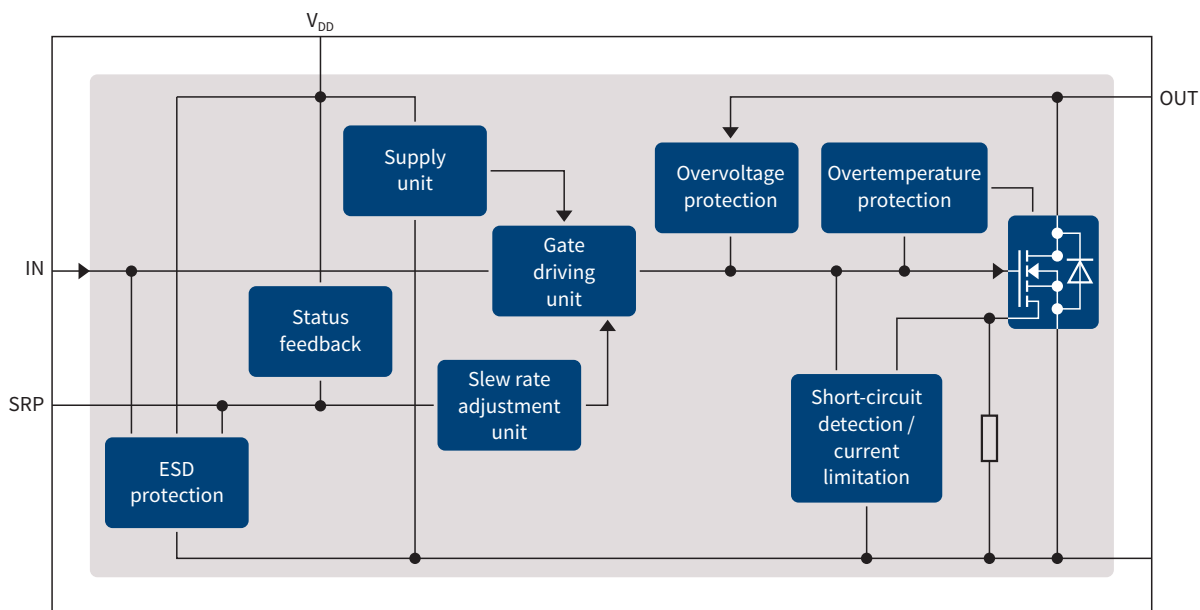 VDD
OUT
Supply
unit
Overvoltage
protection
Overtemperature
protection
IN
Gate
driving
unit
Status
feedback
SRP
Slew rate
adjustment
unit
Short-circuit
detection /
current
limitation
ESD
protection